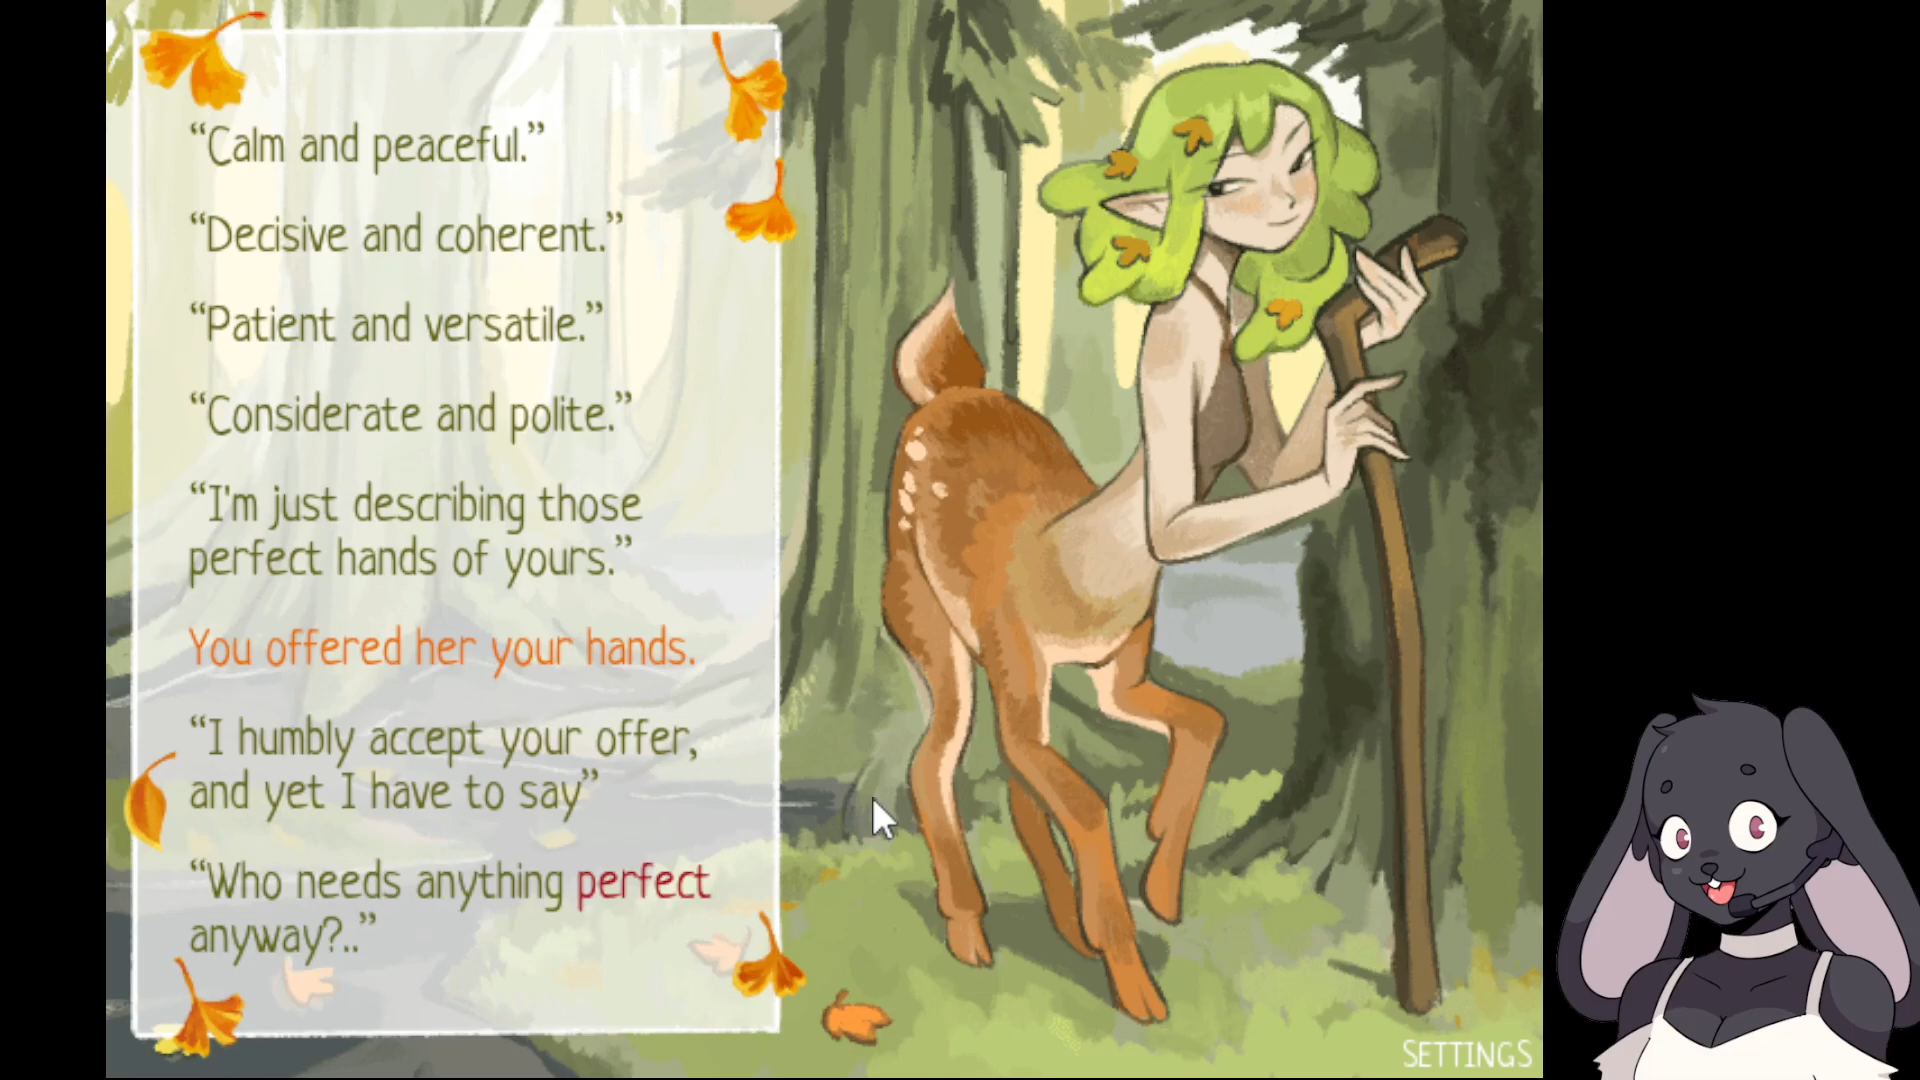 “Calm and peaceful.”
“Decisive and coherent.”
“Patient and versatile.”
“Considerate and polite.”
“I'm just describing those
perfect hands of yours.”
You offered her your hands.
“I humbly accept your offer,
and yet I have to say”
“Who needs anything perfect
anyway?..”
SETTINGS